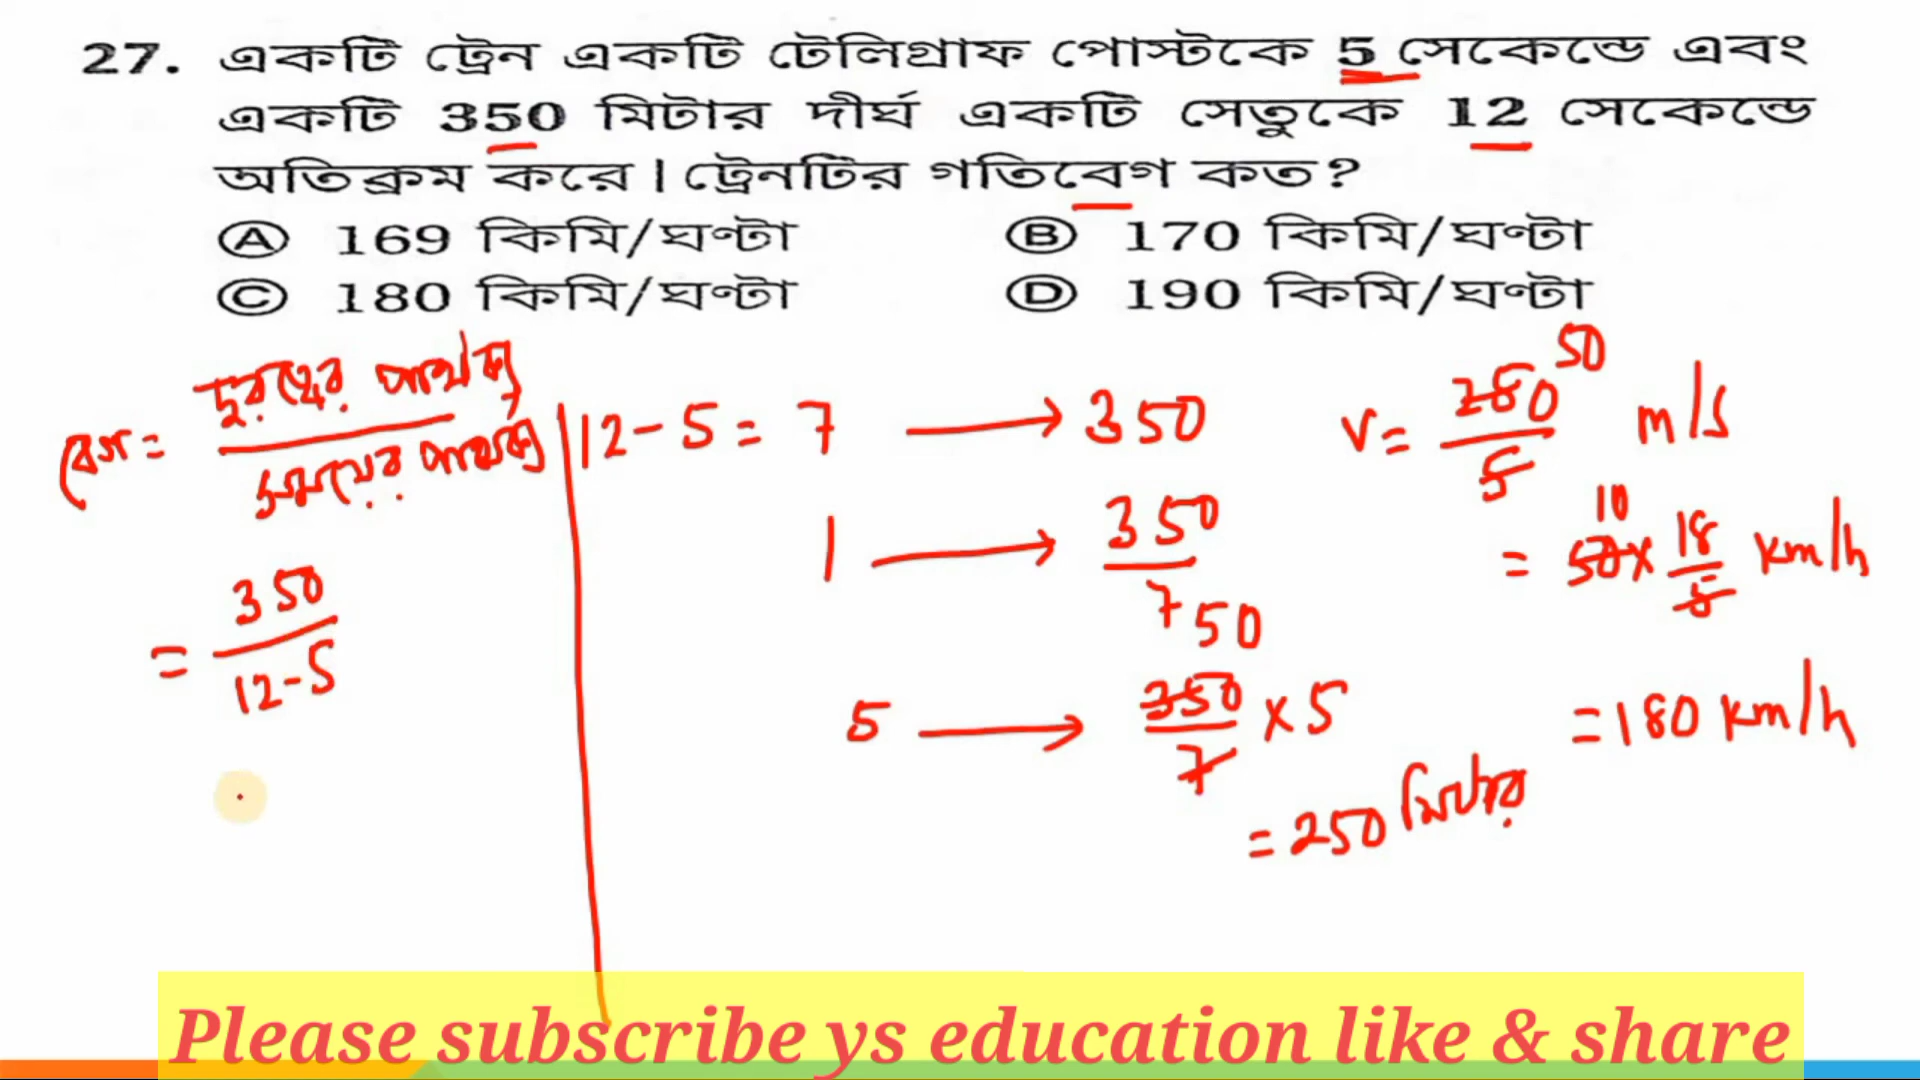 27. একটি ট্রেন একটি টেলিগ্রাফ পোস্টকে 5 সেকেন্ডে এবং
একটি 350 মিটার দীর্ঘ একটি সেতুকে 12 সেকেন্ডে
অতিক্রম করে। ট্রেনটির গতিবেগ কত?
Ⓐ 169 কিমি/ঘণ্টা Ⓑ 170 কিমি/ঘণ্টা
Ⓒ 180 কিমি/ঘণ্টা Ⓓ 190 কিমি/ঘণ্টা
বেগ = দূরত্বের পার্থক্য
সময়ের পার্থক্য
= 350
12-5
12-5 = 7 → 350
1 → 350
7
50
5 → 350 × 5
7
= 250 মিটার
50
v = 250 m/s
5
10
= 50 × 18 km/h
5
= 180 km/h
Please subscribe ys education like & share